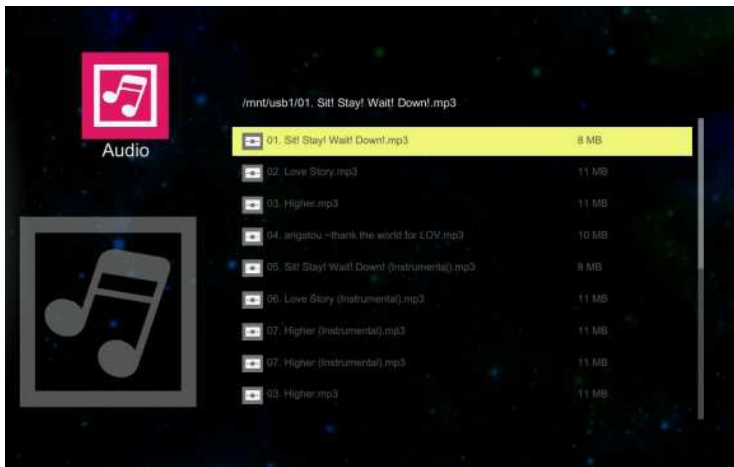 /mnt/usb1/01. Sit! Stay! Wait! Down!.mp3
Audio
01. Sit! Stay! Wait! Down!.mp3 8 MB
02. Love Story.mp3 11 MB
03. Higher.mp3 11 MB
04. arigatou ~thank the world for LOV.mp3 10 MB
05. Sit! Stay! Wait! Down! (Instrumental).mp3 8 MB
06. Love Story (Instrumental).mp3 11 MB
07. Higher (Instrumental).mp3 11 MB
07. Higher (Instrumental).mp3 11 MB
03. Higher.mp3 11 MB